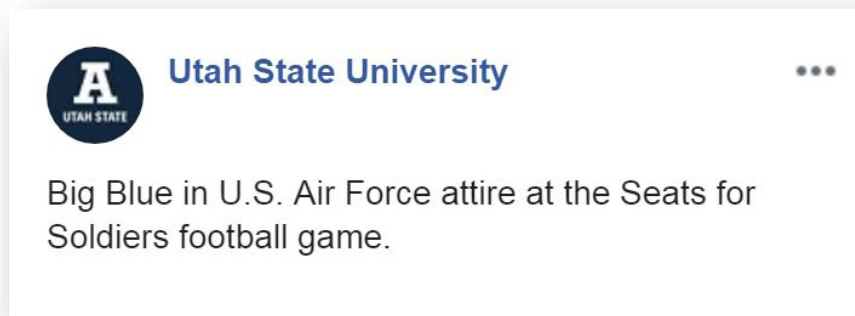 Utah State University
A
UTAH STATE
Big Blue in U.S. Air Force attire at the Seats for
Soldiers football game.